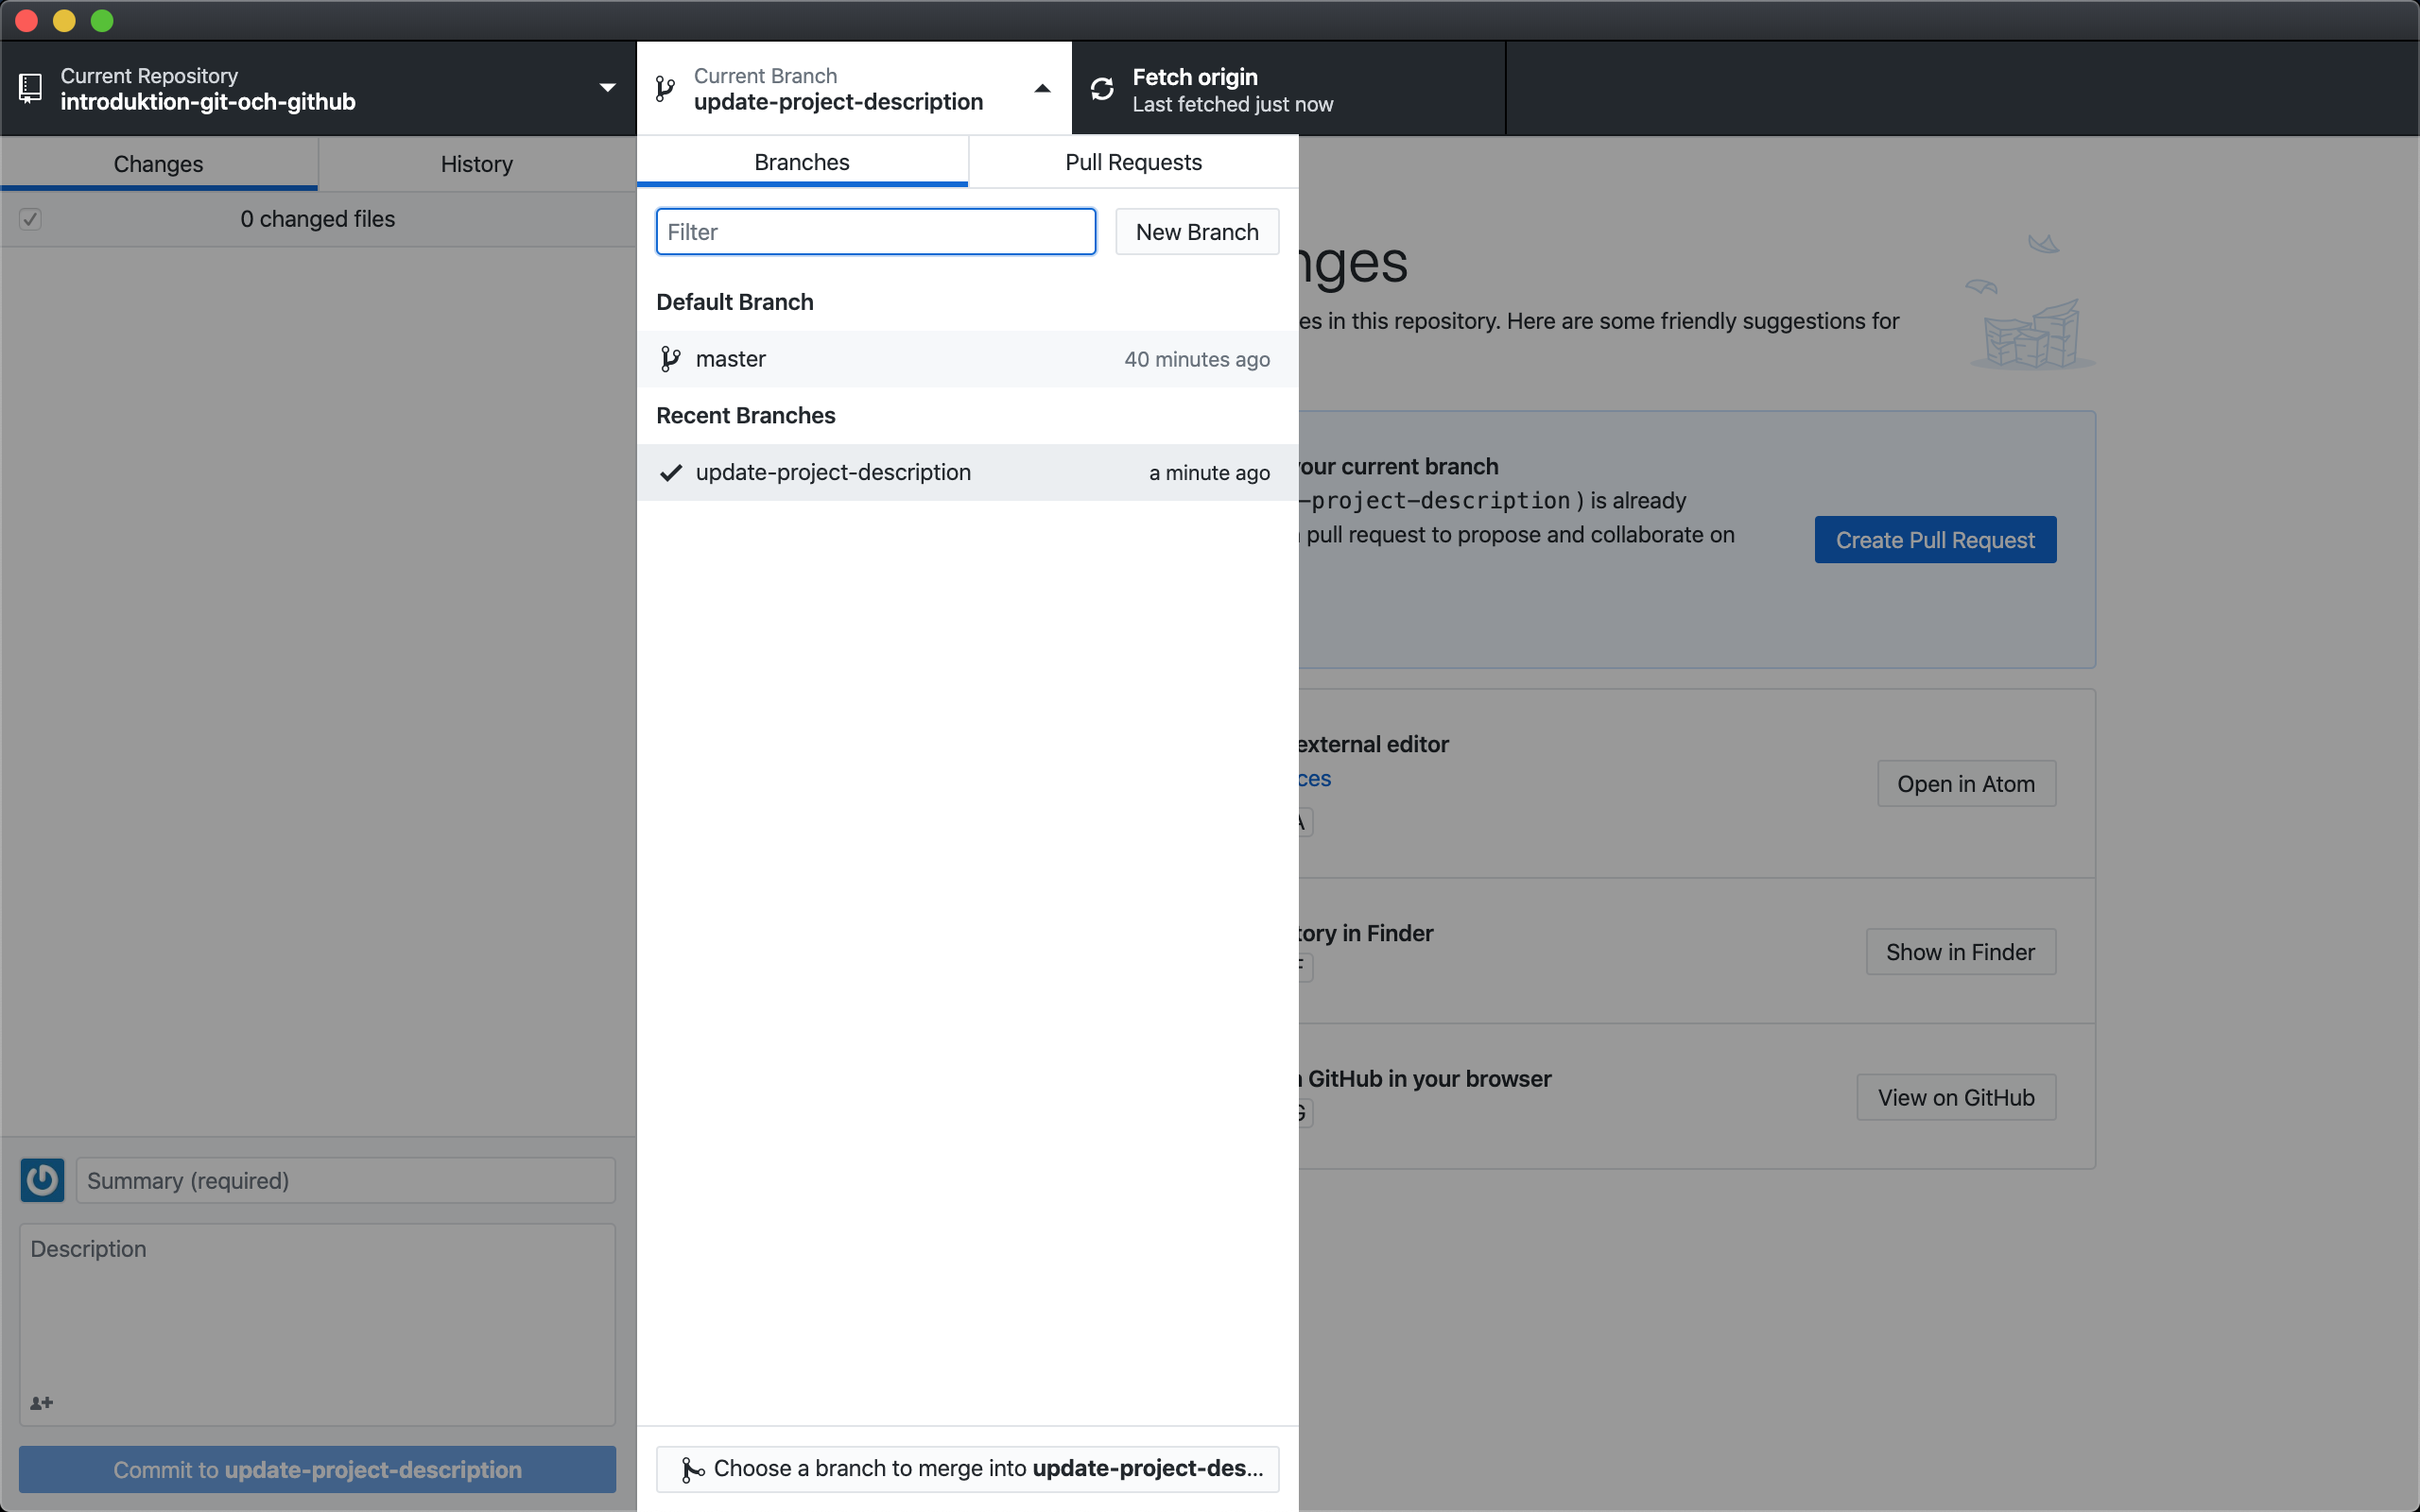 Current Repository
introduktion-git-och-github
Current Branch
update-project-description
Fetch origin
Last fetched just now
Changes
History
0 changed files
Branches
Pull Requests
Filter
New Branch
Default Branch
master
40 minutes ago
Recent Branches
update-project-description
a minute ago
Choose a branch to merge into update-project-des...
nges
es in this repository. Here are some friendly suggestions for
our current branch
-project-description ) is already
pull request to propose and collaborate on
Create Pull Request
external editor
ces
A
Open in Atom
tory in Finder
F
Show in Finder
GitHub in your browser
G
View on GitHub
Summary (required)
Description
Commit to update-project-description